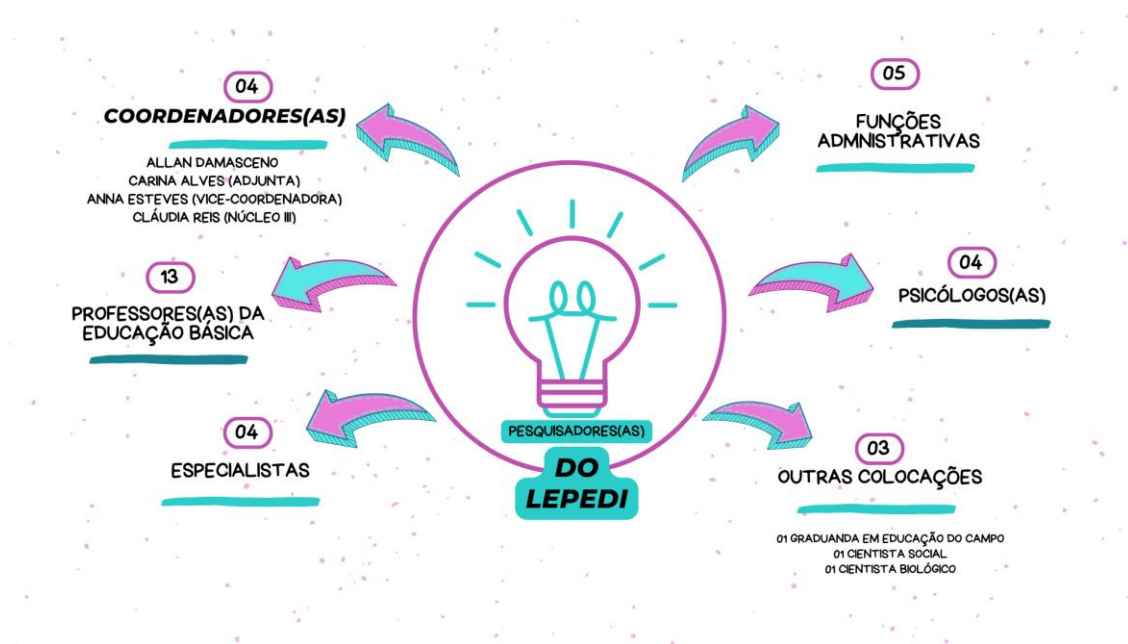 04
COORDENADORES(AS)
ALLAN DAMASCENO
CARINA ALVES (ADJUNTA)
ANNA ESTEVES (VICE-COORDENADORA)
CLÁUDIA REIS (NÚCLEO III)
13
PROFESSORES(AS) DA
EDUCAÇÃO BÁSICA
04
ESPECIALISTAS
PESQUISADORES(AS)
DO
LEPEDI
05
FUNÇÕES
ADMNISTRATIVAS
04
PSICÓLOGOS(AS)
03
OUTRAS COLOCAÇÕES
01 GRADUANDA EM EDUCAÇÃO DO CAMPO
01 CIENTISTA SOCIAL
01 CIENTISTA BIOLÓGICO